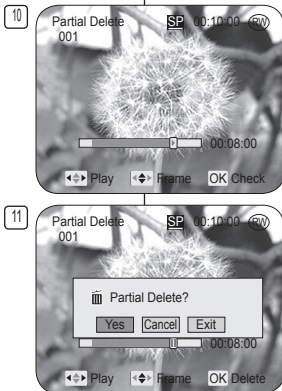 10
Partial Delete SP 00:10:00 RW
001
00:08:00
Play Frame OK Check
11
Partial Delete SP 00:10:00 RW
001
Partial Delete?
Yes Cancel Exit
00:08:00
Play Frame OK Delete